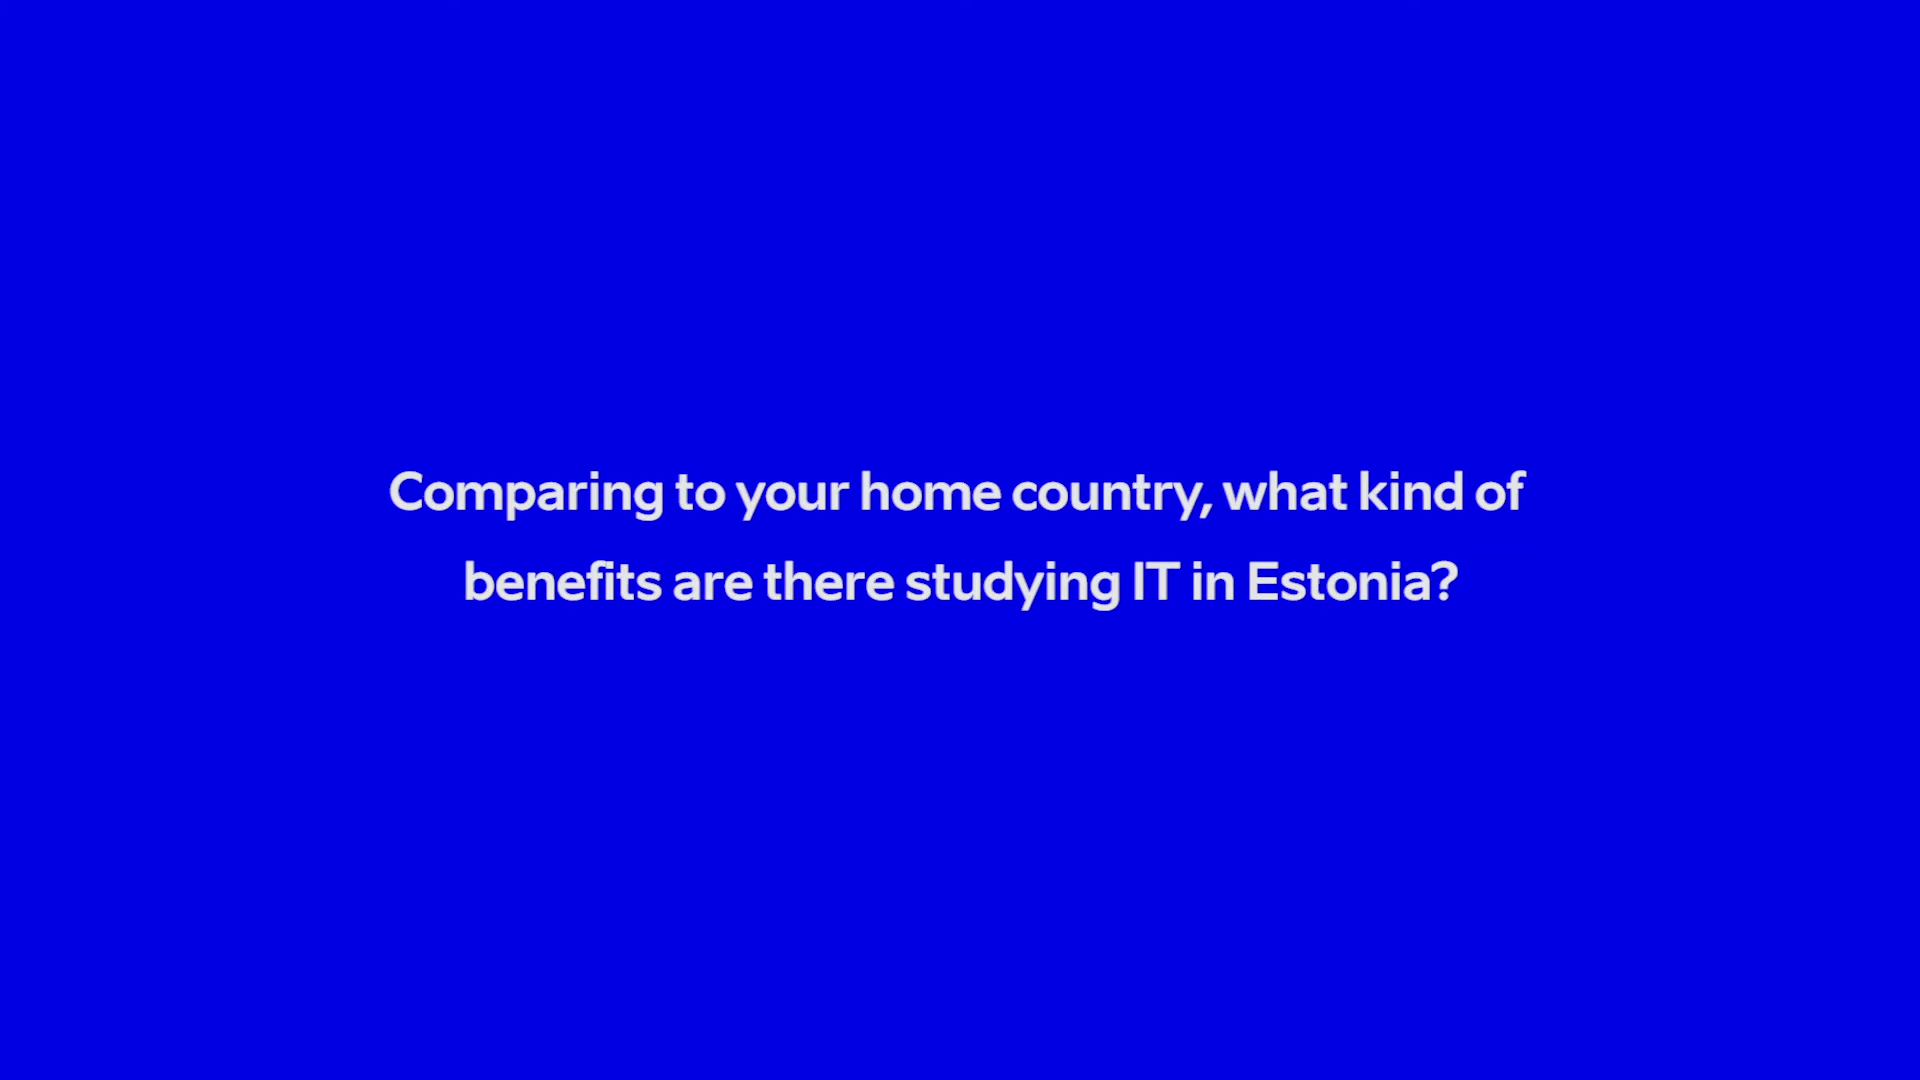 Comparing to your home country, what kind of
benefits are there studying IT in Estonia?